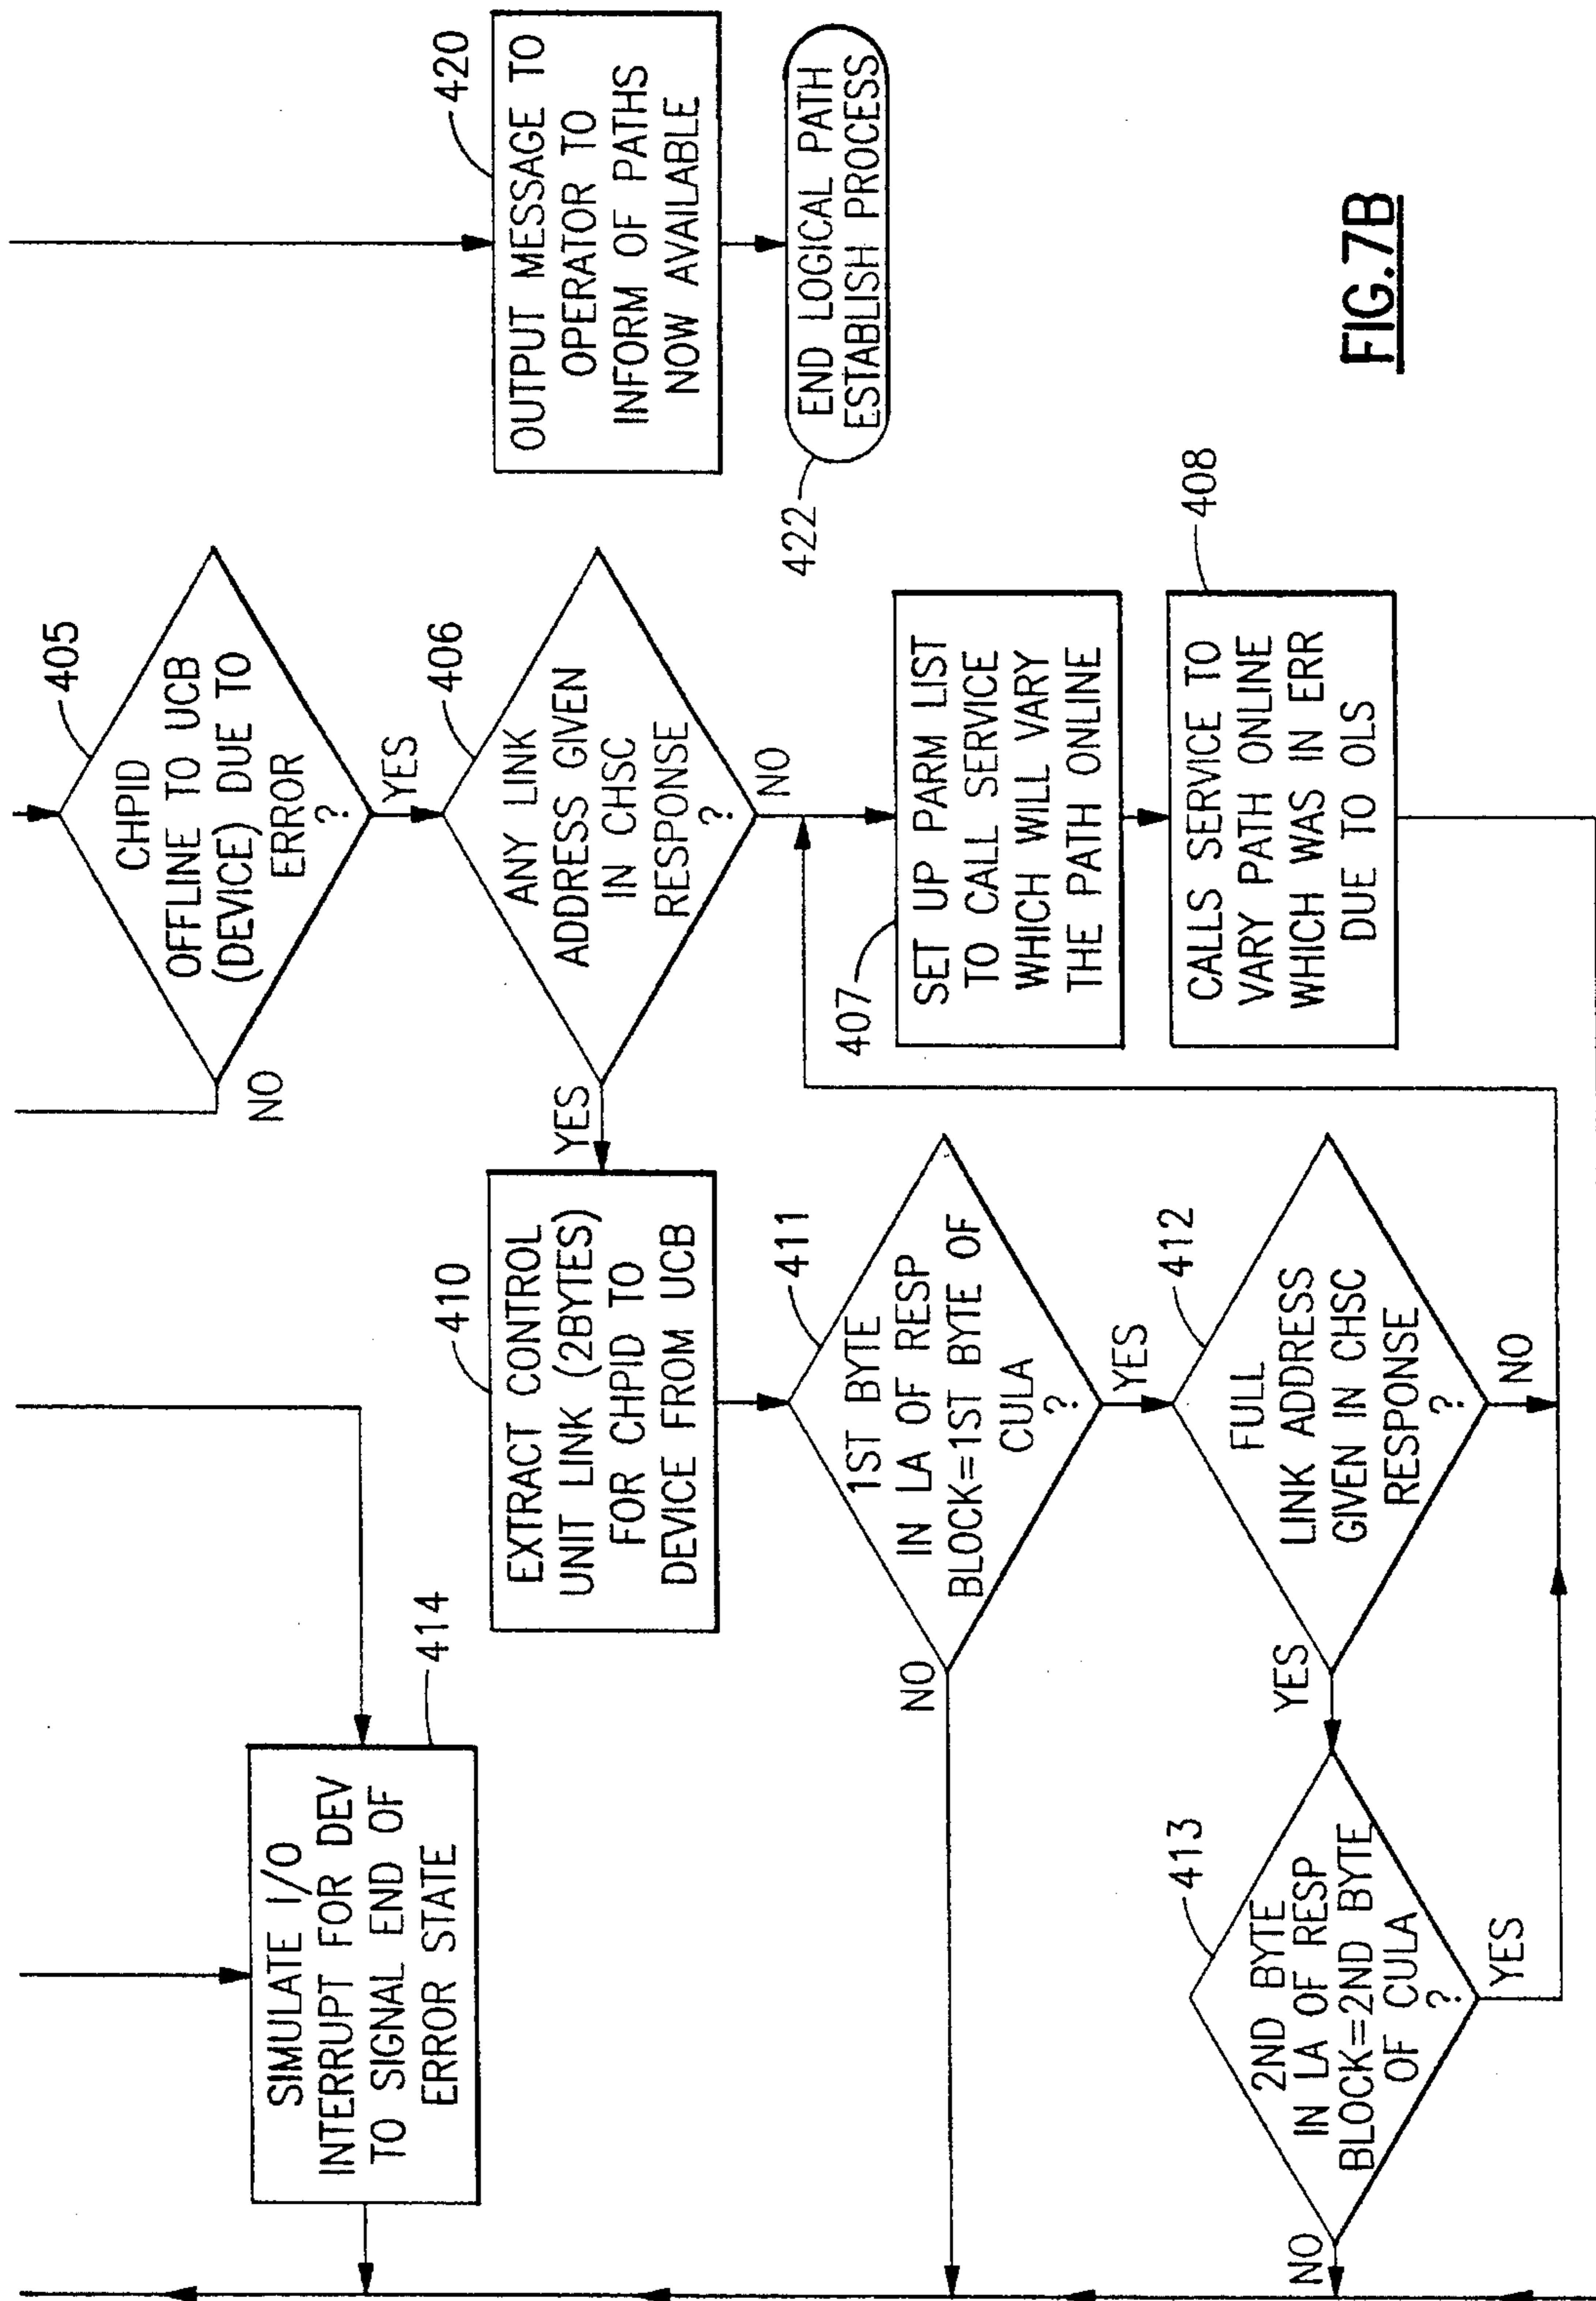 405
CHPID
OFFLINE TO UCB
(DEVICE) DUE TO
ERROR
?
NO
YES
406
ANY LINK
ADDRESS GIVEN
IN CHSC
RESPONSE
?
YES
NO
407
SET UP PARM LIST
TO CALL SERVICE
WHICH WILL VARY
THE PATH ONLINE
408
CALLS SERVICE TO
VARY PATH ONLINE
WHICH WAS IN ERR
DUE TO OLS
410
EXTRACT CONTROL
UNIT LINK (2BYTES)
FOR CHPID TO
DEVICE FROM UCB
411
1ST BYTE
IN LA OF RESP
BLOCK=1ST BYTE OF
CULA
?
NO
YES
412
FULL
LINK ADDRESS
GIVEN IN CHSC
RESPONSE
?
YES
NO
413
2ND BYTE
IN LA OF RESP
BLOCK=2ND BYTE
OF CULA
?
NO
YES
414
SIMULATE I/O
INTERRUPT FOR DEV
TO SIGNAL END OF
ERROR STATE
420
OUTPUT MESSAGE TO
OPERATOR TO
INFORM OF PATHS
NOW AVAILABLE
422
END LOGICAL PATH
ESTABLISH PROCESS
FIG.7B